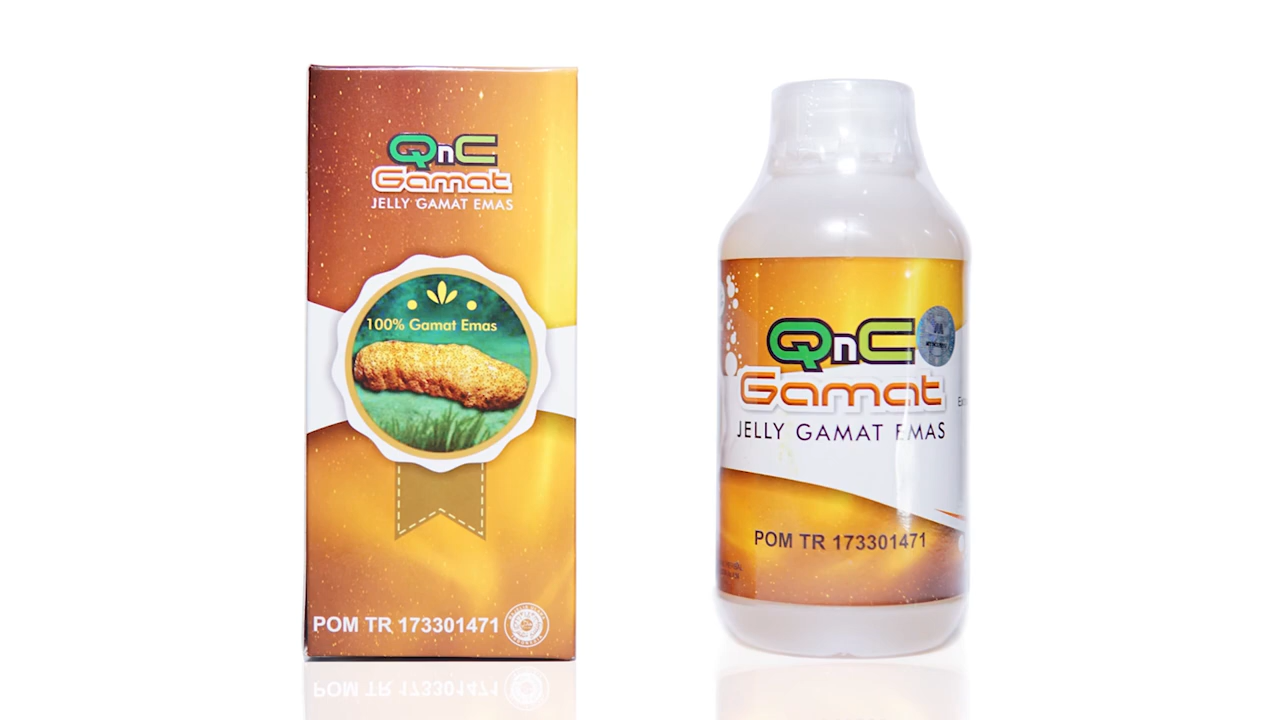 QnC
Gamat
JELLY GAMAT EMAS
100% Gamat Emas
POM TR 173301471
QnC
Gamat
JELLY GAMAT EMAS
POM TR 173301471